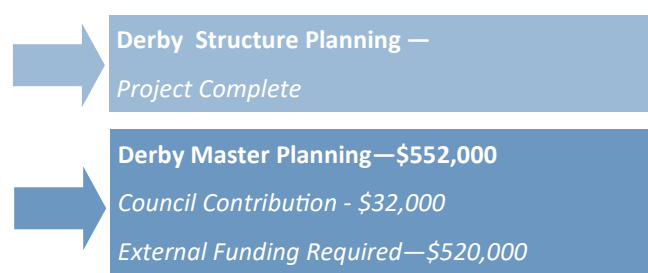 Derby  Structure Planning —
Project Complete
Derby Master Planning—$552,000
Council Contribution - $32,000
External Funding Required—$520,000